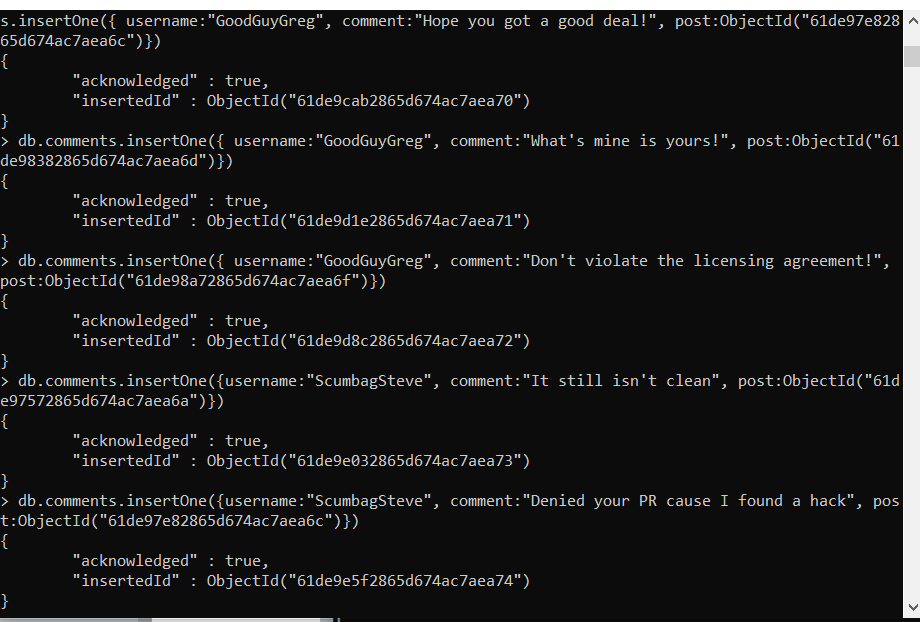 s.insertOne({ username:"GoodGuyGreg", comment:"Hope you got a good deal!", post:ObjectId("61de97e828
65d674ac7aea6c")})
{
        "acknowledged" : true,
        "insertedId" : ObjectId("61de9cab2865d674ac7aea70")
}
> db.comments.insertOne({ username:"GoodGuyGreg", comment:"What's mine is yours!", post:ObjectId("61
de98382865d674ac7aea6d")})
{
        "acknowledged" : true,
        "insertedId" : ObjectId("61de9d1e2865d674ac7aea71")
}
> db.comments.insertOne({ username:"GoodGuyGreg", comment:"Don't violate the licensing agreement!",
post:ObjectId("61de98a72865d674ac7aea6f")})
{
        "acknowledged" : true,
        "insertedId" : ObjectId("61de9d8c2865d674ac7aea72")
}
> db.comments.insertOne({username:"ScumbagSteve", comment:"It still isn't clean", post:ObjectId("61d
e97572865d674ac7aea6a")})
{
        "acknowledged" : true,
        "insertedId" : ObjectId("61de9e032865d674ac7aea73")
}
> db.comments.insertOne({username:"ScumbagSteve", comment:"Denied your PR cause I found a hack", pos
t:ObjectId("61de97e82865d674ac7aea6c")})
{
        "acknowledged" : true,
        "insertedId" : ObjectId("61de9e5f2865d674ac7aea74")
}